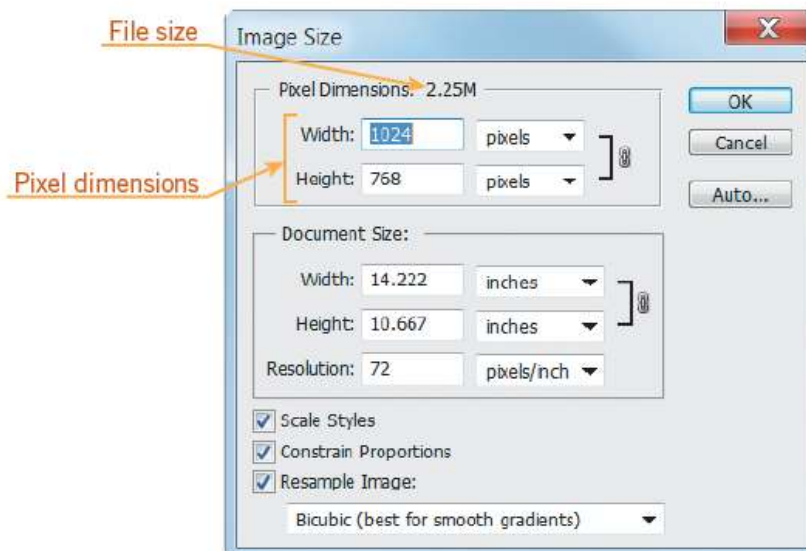 File size
Image Size
Pixel Dimensions: 2.25M
OK
Width: 1024 pixels
Cancel
Pixel dimensions
Height: 768 pixels
Auto...
Document Size:
Width: 14.222 inches
Height: 10.667 inches
Resolution: 72 pixels/inch
Scale Styles
Constrain Proportions
Resample Image:
Bicubic (best for smooth gradients)